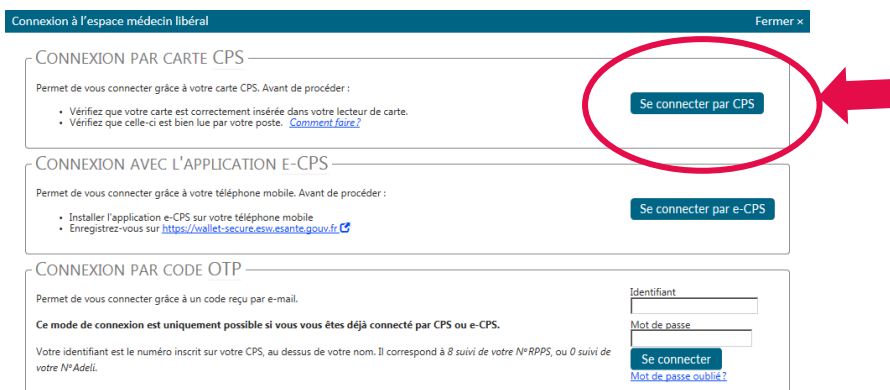 Connexion à l'espace médecin libéral Fermer ×
CONNEXION PAR CARTE CPS
Permet de vous connecter grâce à votre carte CPS. Avant de procéder :
• Vérifiez que votre carte est correctement insérée dans votre lecteur de carte.
• Vérifiez que celle-ci est bien lue par votre poste. Comment faire?
Se connecter par CPS
CONNEXION AVEC L'APPLICATION E-CPS
Permet de vous connecter grâce à votre téléphone mobile. Avant de procéder :
• Installer l'application e-CPS sur votre téléphone mobile
• Enregistrez-vous sur https://wallet-secure.esw.esante.gouv.fr
Se connecter par e-CPS
CONNEXION PAR CODE OTP
Permet de vous connecter grâce à un code reçu par e-mail.
Ce mode de connexion est uniquement possible si vous vous êtes déjà connecté par CPS ou e-CPS.
Votre identifiant est le numéro inscrit sur votre CPS, au dessus de votre nom. Il correspond à 8 suivi de votre N°RPPS, ou 0 suivi de
votre N°Adeli.
Identifiant
Mot de passe
Se connecter
Mot de passe oublié?